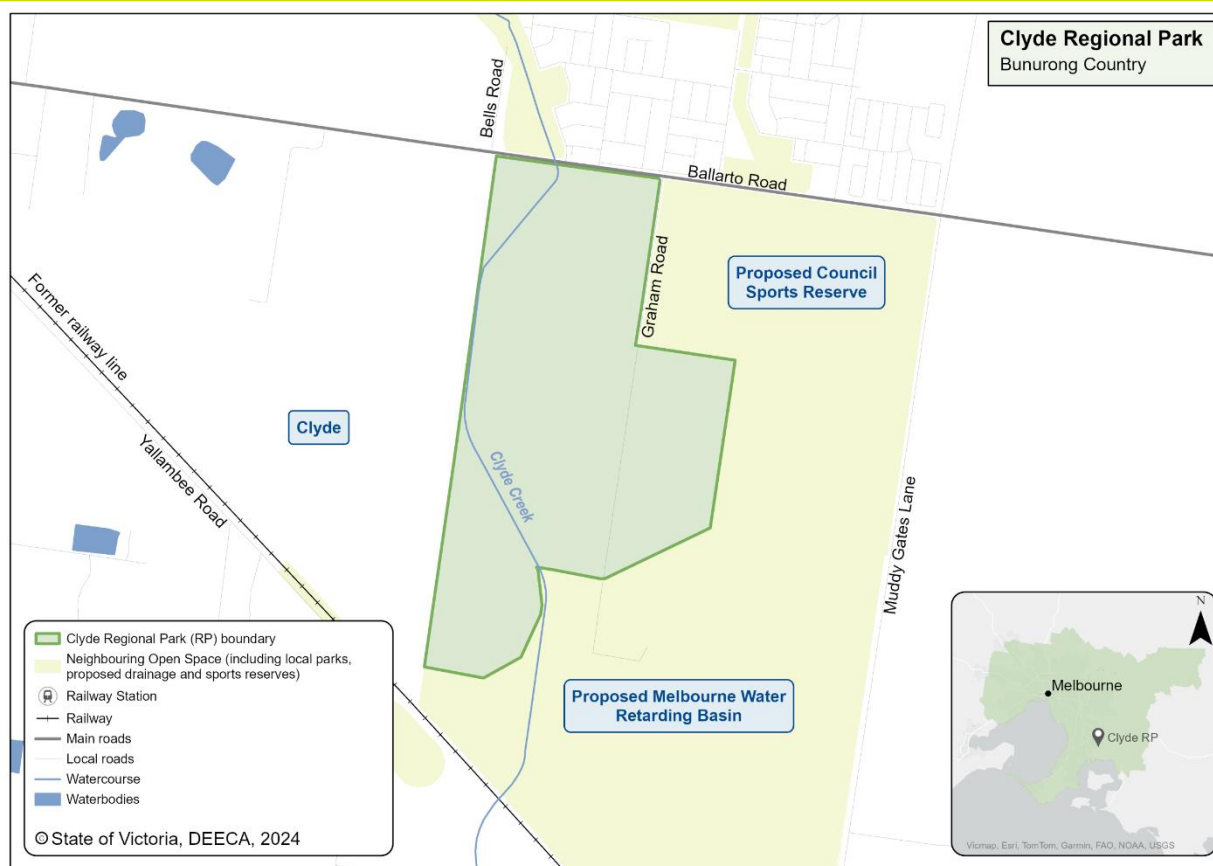 Clyde Regional Park
Bunurong Country
Bells Road
Ballarto Road
Graham Road
Proposed Council
Sports Reserve
Former railway line
Yallambee Road
Clyde
Clyde Creek
Muddy Gates Lane
Proposed Melbourne Water
Retarding Basin
Clyde Regional Park (RP) boundary
Neighbouring Open Space (including local parks,
proposed drainage and sports reserves)
Railway Station
Railway
Main roads
Local roads
Watercourse
Waterbodies
© State of Victoria, DEECA, 2024
N
Melbourne
Clyde RP
Vicmap, Esri, TomTom, Garmin, FAO, NOAA, USGS